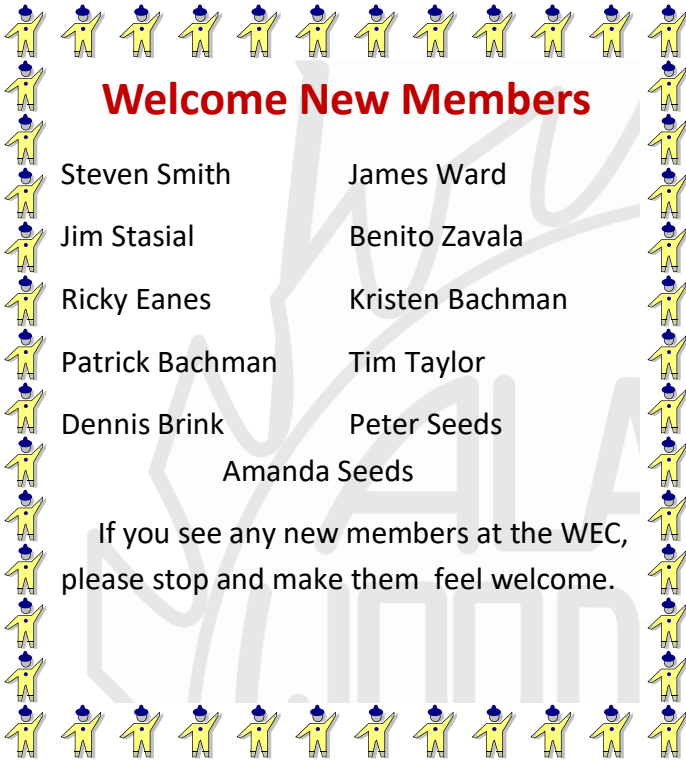 Welcome New Members
Steven Smith James Ward
Jim Stasial Benito Zavala
Ricky Eanes Kristen Bachman
Patrick Bachman Tim Taylor
Dennis Brink Peter Seeds
Amanda Seeds
If you see any new members at the WEC,
please stop and make them  feel welcome.